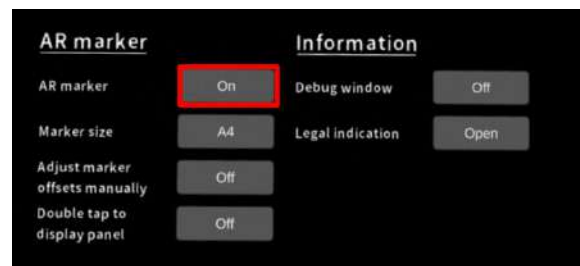 AR marker
AR marker On
Marker size A4
Adjust marker
offsets manually Off
Double tap to
display panel Off
Information
Debug window Off
Legal indication Open